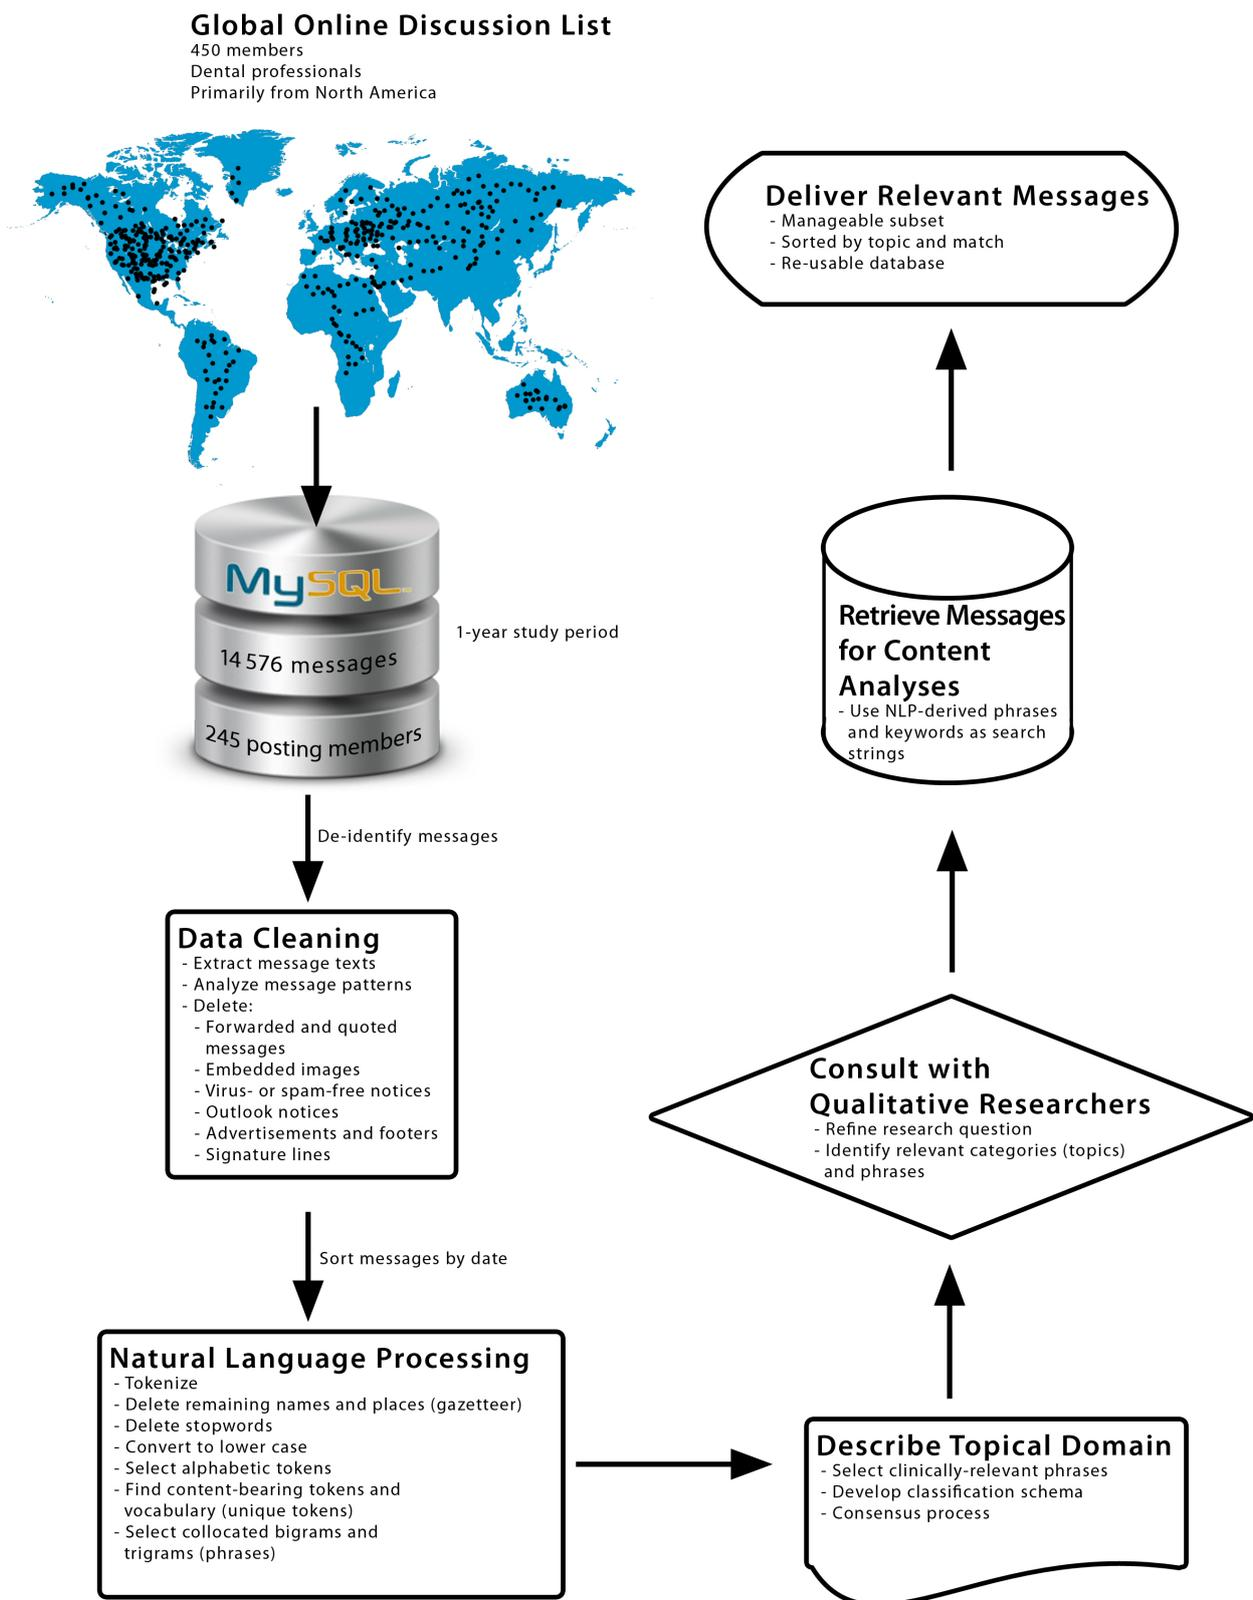 Global Online Discussion List
450 members
Dental professionals
Primarily from North America
MySQL
14 576 messages
245 posting members
1-year study period
De-identify messages
Data Cleaning
- Extract message texts
- Analyze message patterns
- Delete:
- Forwarded and quoted
messages
- Embedded images
- Virus- or spam-free notices
- Outlook notices
- Advertisements and footers
- Signature lines
Sort messages by date
Natural Language Processing
- Tokenize
- Delete remaining names and places (gazetteer)
- Delete stopwords
- Convert to lower case
- Select alphabetic tokens
- Find content-bearing tokens and
vocabulary (unique tokens)
- Select collocated bigrams and
trigrams (phrases)
Describe Topical Domain
- Select clinically-relevant phrases
- Develop classification schema
- Consensus process
Consult with
Qualitative Researchers
- Refine research question
- Identify relevant categories (topics)
and phrases
Retrieve Messages
for Content
Analyses
- Use NLP-derived phrases
and keywords as search
strings
Deliver Relevant Messages
- Manageable subset
- Sorted by topic and match
- Re-usable database